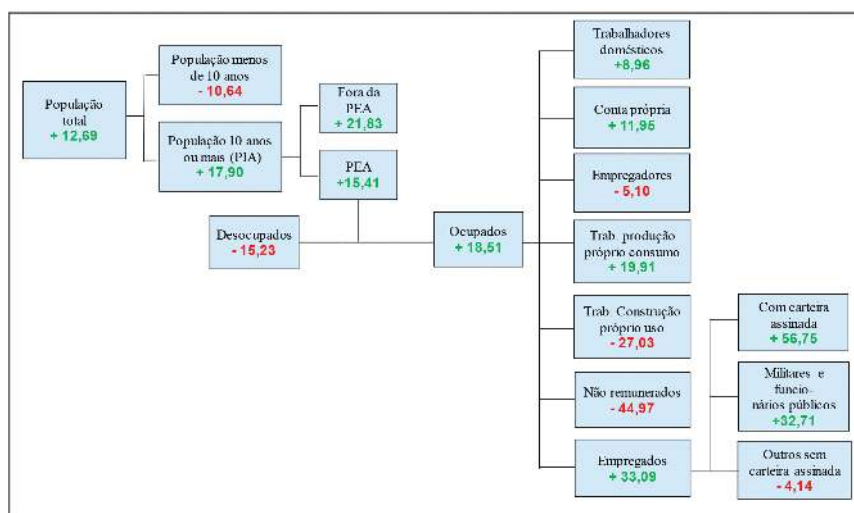 População
total
+ 12,69
População menos
de 10 anos
- 10,64
População 10 anos
ou mais (PIA)
+ 17,90
Fora da
PEA
+ 21,83
PEA
+15,41
Desocupados
- 15,23
Ocupados
+ 18,51
Trabalhadores
domésticos
+8,96
Conta própria
+ 11,95
Empregadores
- 5,10
Trab. produção
próprio consumo
+ 19,91
Trab. Construção
próprio uso
- 27,03
Não remunerados
- 44,97
Empregados
+ 33,09
Com carteira
assinada
+ 56,75
Militares e
funcio-
nários públicos
+32,71
Outros sem
carteira assinada
- 4,14